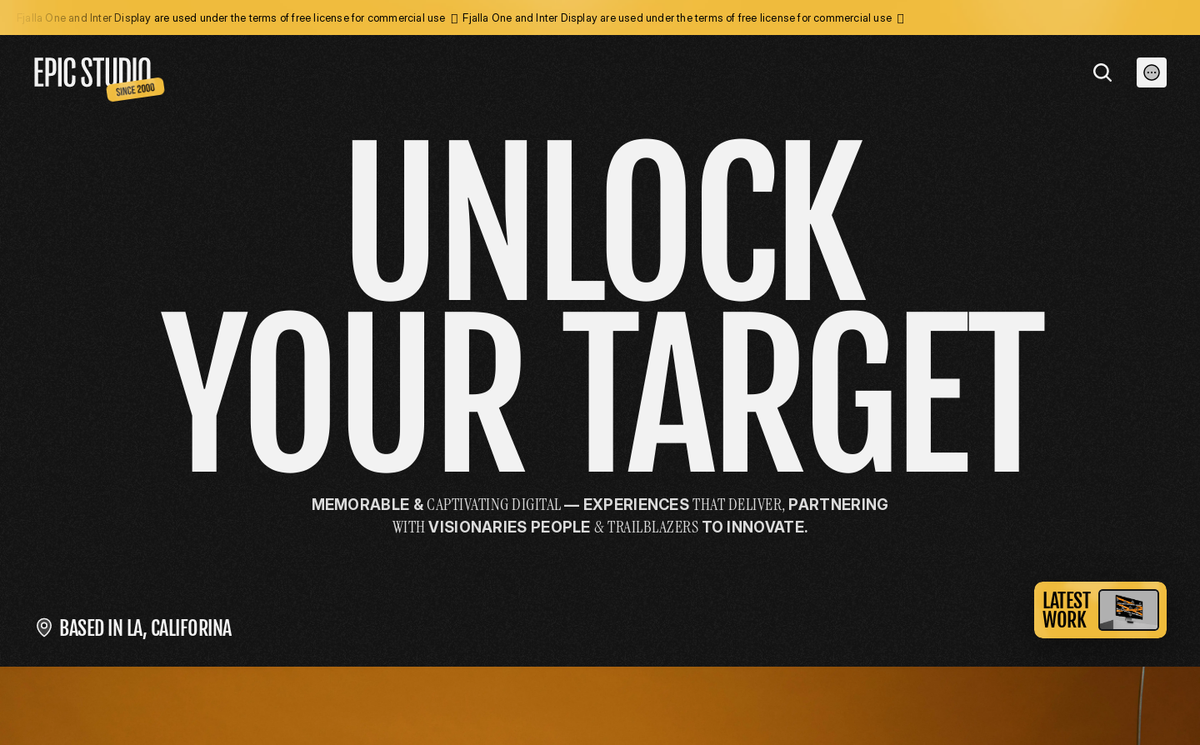 Fjalla One and Inter Display are used under the terms of free license for commercial use Fjalla One and Inter Display are used under the terms of free license for commercial use
EPIC STUDIO
SINCE 2000
UNLOCK
YOUR TARGET
MEMORABLE & CAPTIVATING DIGITAL — EXPERIENCES THAT DELIVER, PARTNERING
WITH VISIONARIES PEOPLE & TRAILBLAZERS TO INNOVATE.
BASED IN LA, CALIFORINA
LATEST
WORK